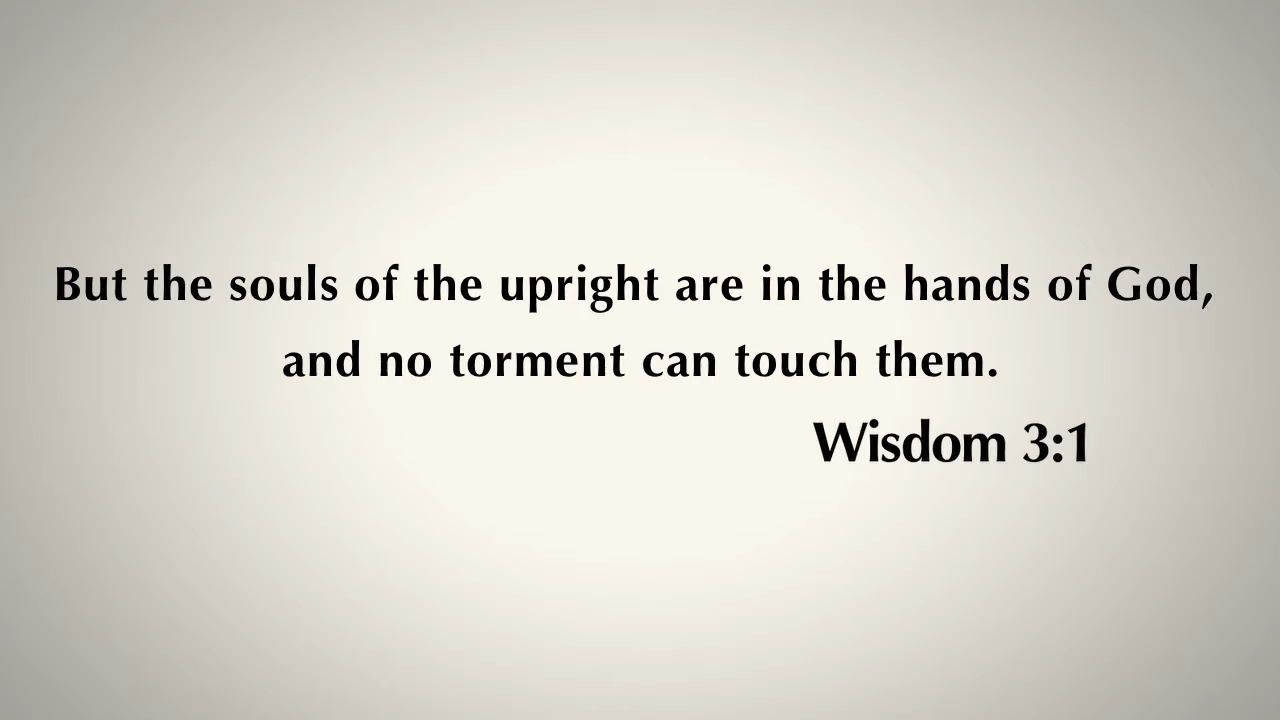 But the souls of the upright are in the hands of God,
and no torment can touch them.
Wisdom 3:1